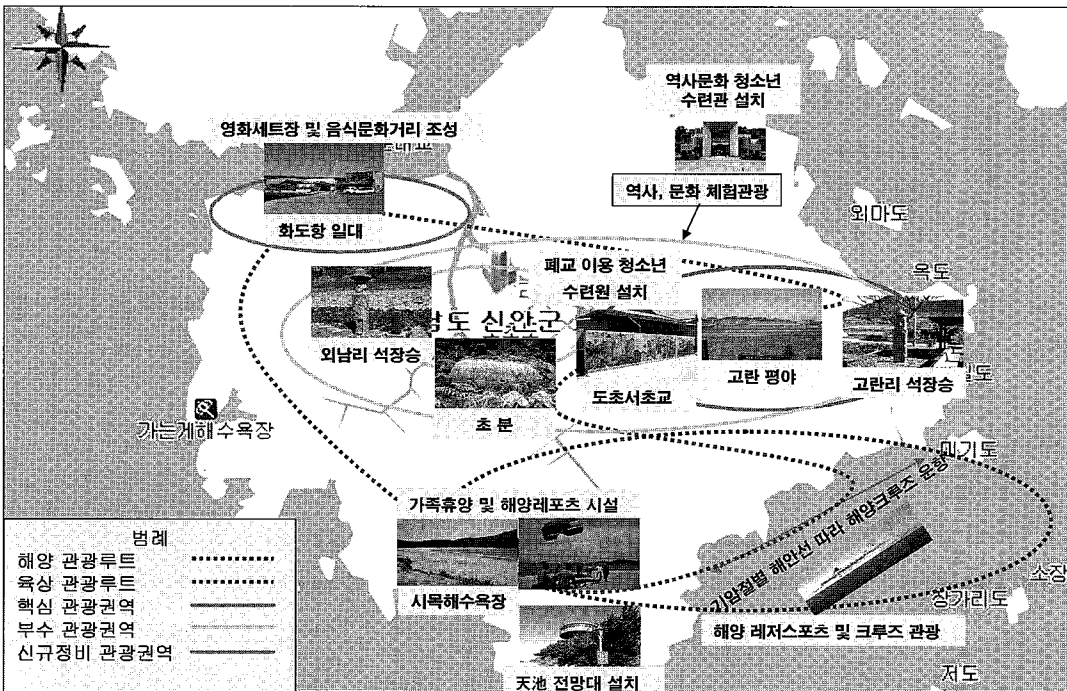 역사문화 청소년
수련관 설치
영화세트장 및 음식문화거리 조성
역사, 문화 체험관광
외마도
화도항 일대
옥도
폐교 이용 청소년
수련원 설치
남도 신안군
외남리 석장승
초 분
도초서초교
고란 평야
고란리 석장승
가는게해수욕장
가족휴양 및 해양레포츠 시설
기암절벽 해안선 따라 해양크루즈 운항
시목해수욕장
소장
장가리도
해양 레저스포츠 및 크루즈 관광
天池 전망대 설치
저도
범례
해양 관광루트
육상 관광루트
핵심 관광권역
부수 관광권역
신규정비 관광권역